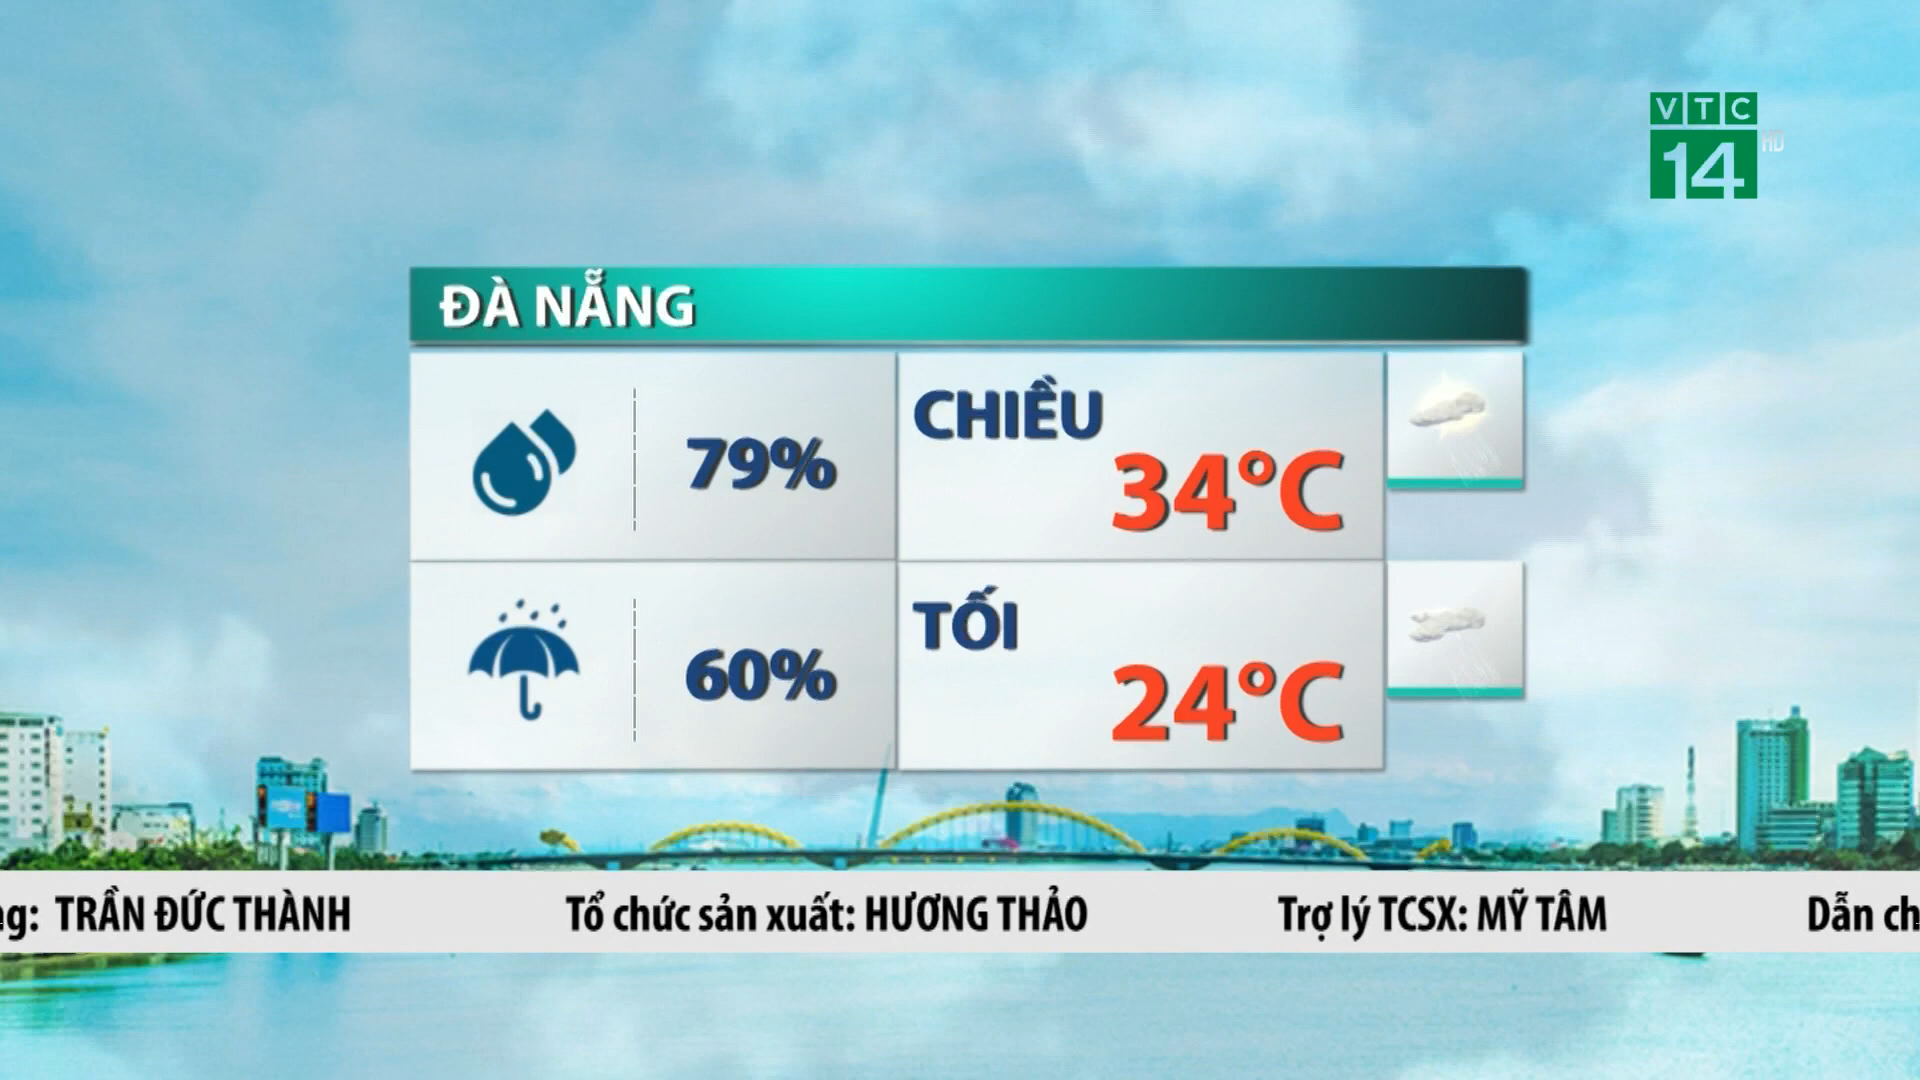 VTC
14 HD
ĐÀ NẴNG
79%
CHIỀU
34°C
60%
TỐI
24°C
TRẦN ĐỨC THÀNH Tổ chức sản xuất: HƯƠNG THẢO Trợ lý TCSX: MỸ TÂM Dẫn